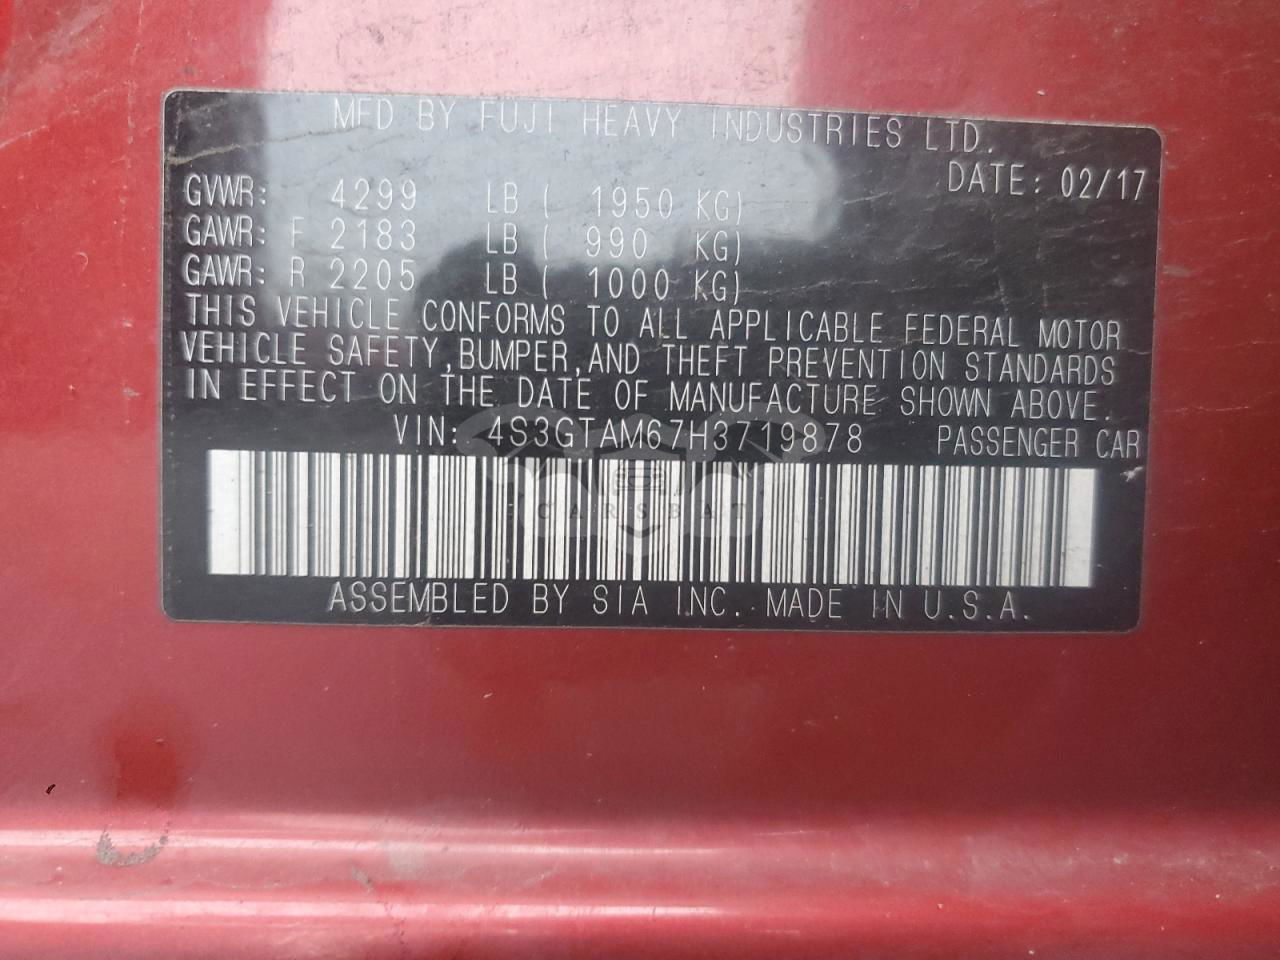 MFD BY FUJI HEAVY INDUSTRIES LTD.
DATE: 02/17
GVWR: 4299 LB ( 1950 KG)
GAWR: F 2183 LB ( 990 KG)
GAWR: R 2205 LB ( 1000 KG)
THIS VEHICLE CONFORMS TO ALL APPLICABLE FEDERAL MOTOR
VEHICLE SAFETY,BUMPER,AND THEFT PREVENTION STANDARDS
IN EFFECT ON THE DATE OF MANUFACTURE SHOWN ABOVE.
VIN: 4S3GTAM67H3719878 PASSENGER CAR
CARSBAT
ASSEMBLED BY SIA INC. MADE IN U.S.A.